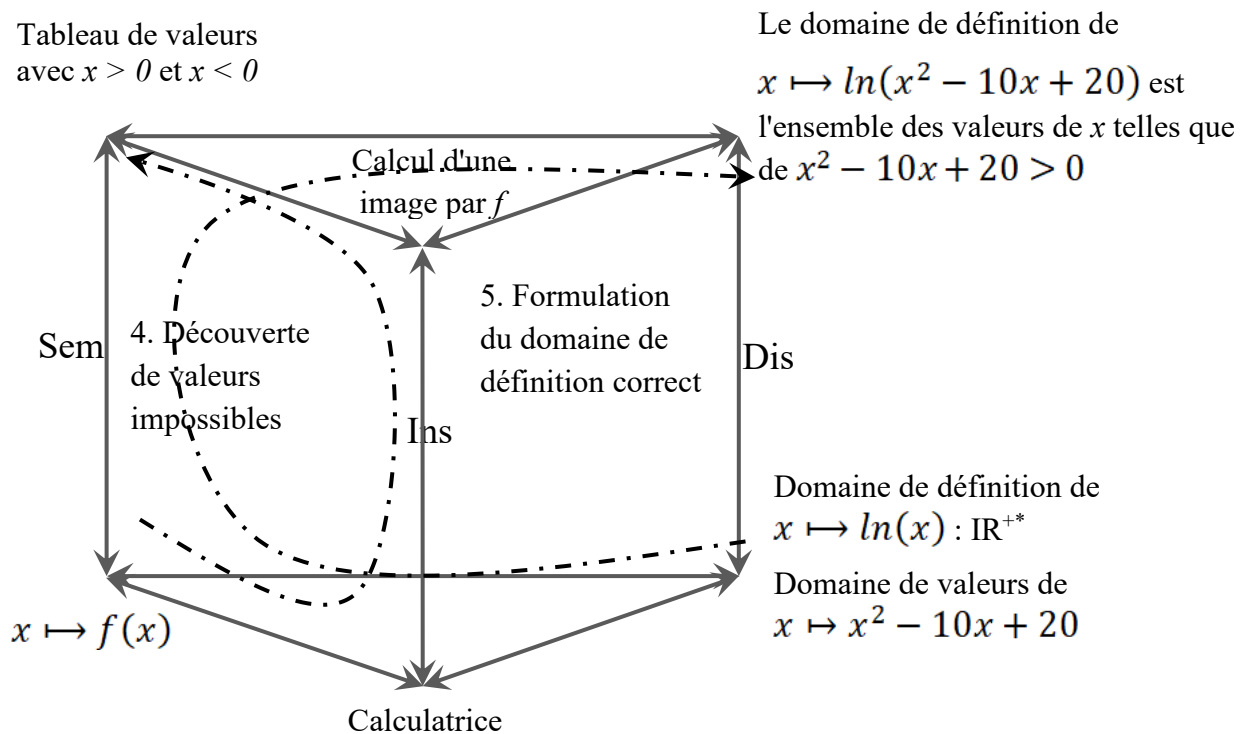 Tableau de valeurs
avec x > 0 et x < 0
Le domaine de définition de
x ↦ ln(x² − 10x + 20) est
l'ensemble des valeurs de x telles que
de x² − 10x + 20 > 0
Calcul d'une
image par f
Sem
4. Découverte
de valeurs
impossibles
Ins
5. Formulation
du domaine de
définition correct
Dis
Domaine de définition de
x ↦ ln(x) : IR⁺*
Domaine de valeurs de
x ↦ x² − 10x + 20
x ↦ f(x)
Calculatrice